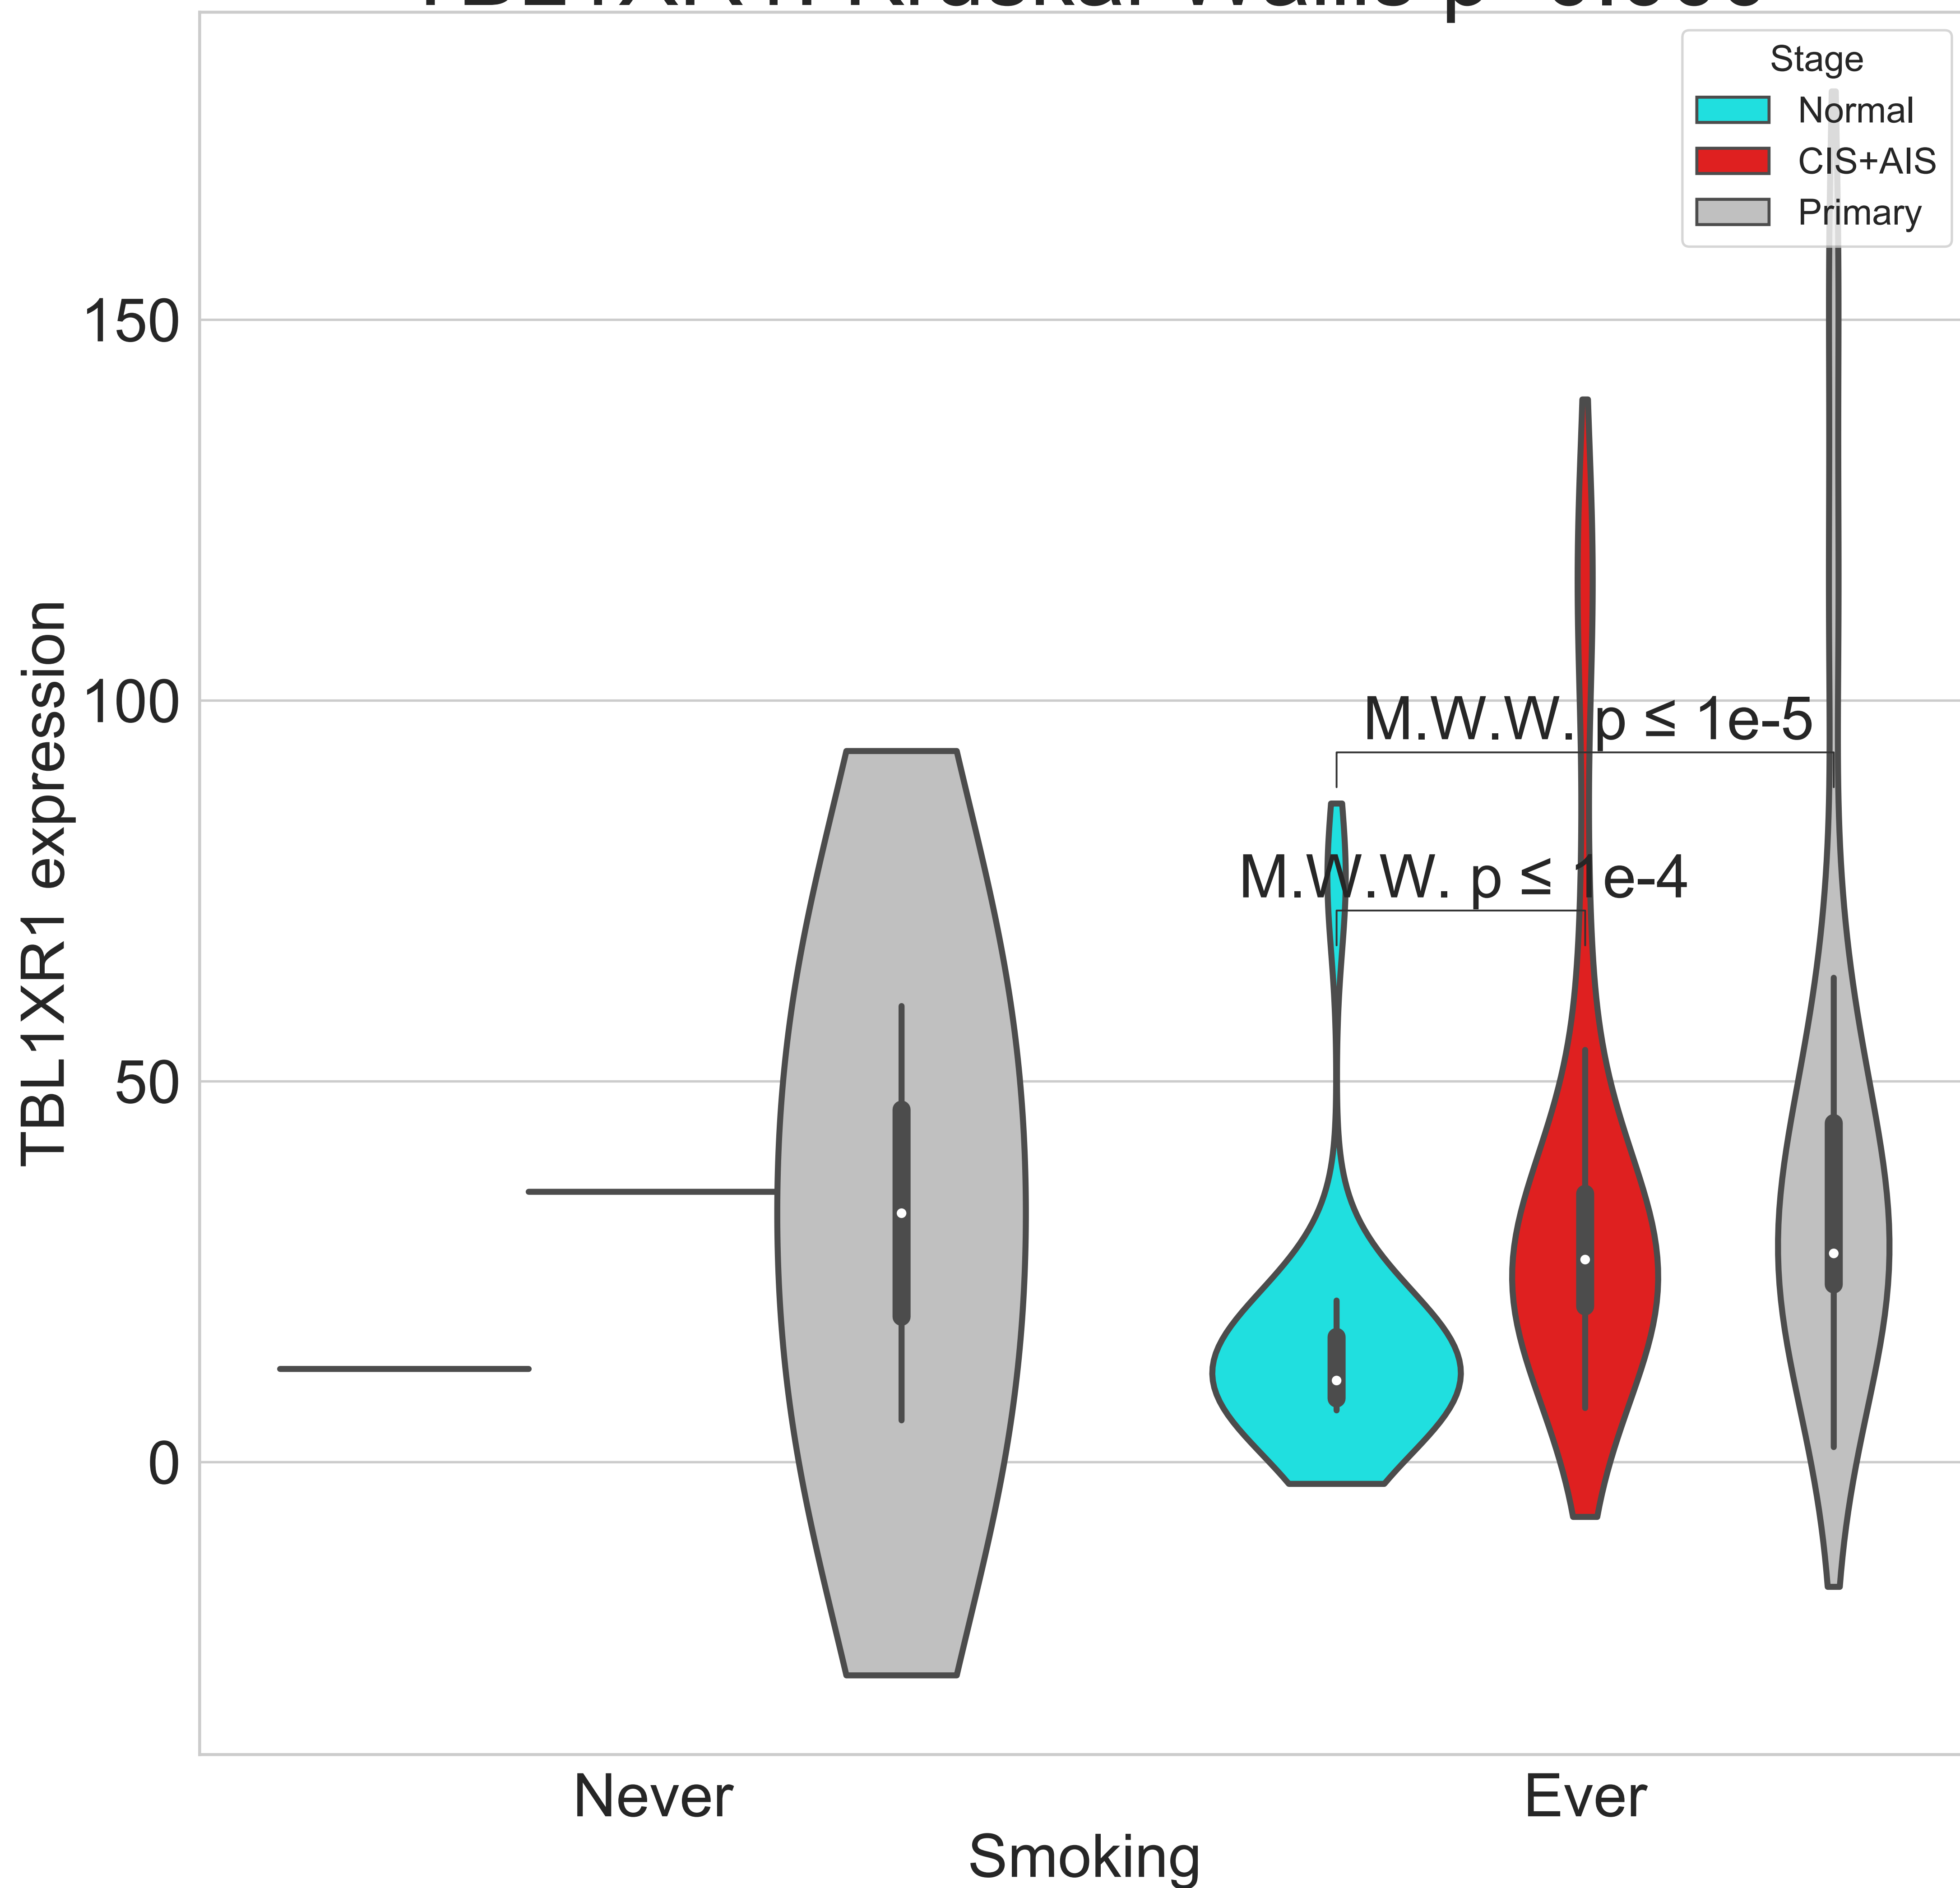 Stage
Normal
CIS+AIS
Primary
150
100
50
0
TBL1XR1 expression
M.W.W. p ≤ 1e-5
M.W.W. p ≤ 1e-4
Never
Ever
Smoking